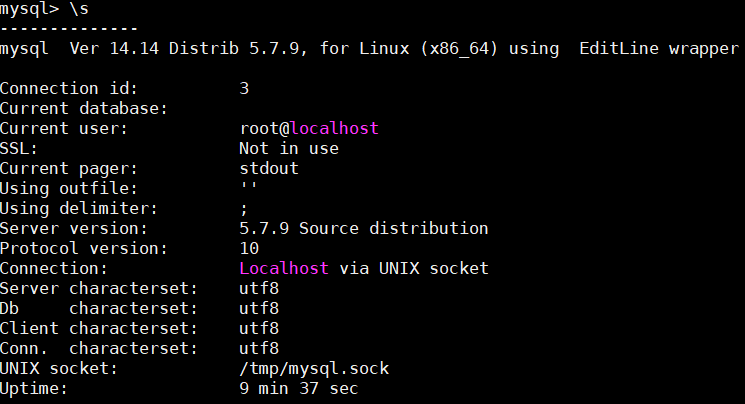 mysql> \s
--------------
mysql  Ver 14.14 Distrib 5.7.9, for Linux (x86_64) using  EditLine wrapper
Connection id:          3
Current database:
Current user:           root@localhost
SSL:                    Not in use
Current pager:          stdout
Using outfile:          ''
Using delimiter:        ;
Server version:         5.7.9 Source distribution
Protocol version:       10
Connection:             Localhost via UNIX socket
Server characterset:    utf8
Db     characterset:    utf8
Client characterset:    utf8
Conn.  characterset:    utf8
UNIX socket:            /tmp/mysql.sock
Uptime:                 9 min 37 sec